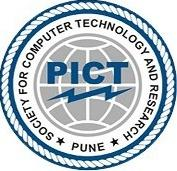 SOCIETY FOR COMPUTER TECHNOLOGY AND RESEARCH
PICT
★ PUNE ★